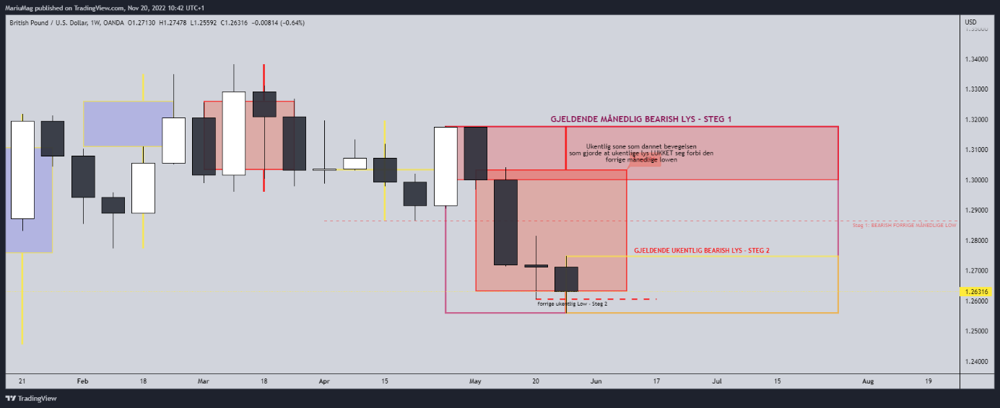 MariuMag published on TradingView.com, Nov 20, 2022 10:42 UTC+1
British Pound / U.S. Dollar, 1W, OANDA O1.27130 H1.27478 L1.25592 C1.26316 −0.00814 (−0.64%)
USD
1.35000
1.34000
1.33000
1.32000
1.31000
1.30000
1.29000
1.28000
1.27000
1.26316
1.26000
1.25000
1.24000
GJELDENDE MÅNEDLIG BEARISH LYS - STEG 1
Ukentlig sone som dannet bevegelsen
som gjorde at ukentlige lys LUKKET seg forbi den
forrige månedlige lowen
Steg 1: BEARISH FORRIGE MÅNEDLIGE LOW
GJELDENDE UKENTLIG BEARISH LYS - STEG 2
forrige ukentlig Low - Steg 2
21 Feb 18 Mar 18 Apr 15 May 20 Jun 17 Jul 15 Aug 19
TradingView